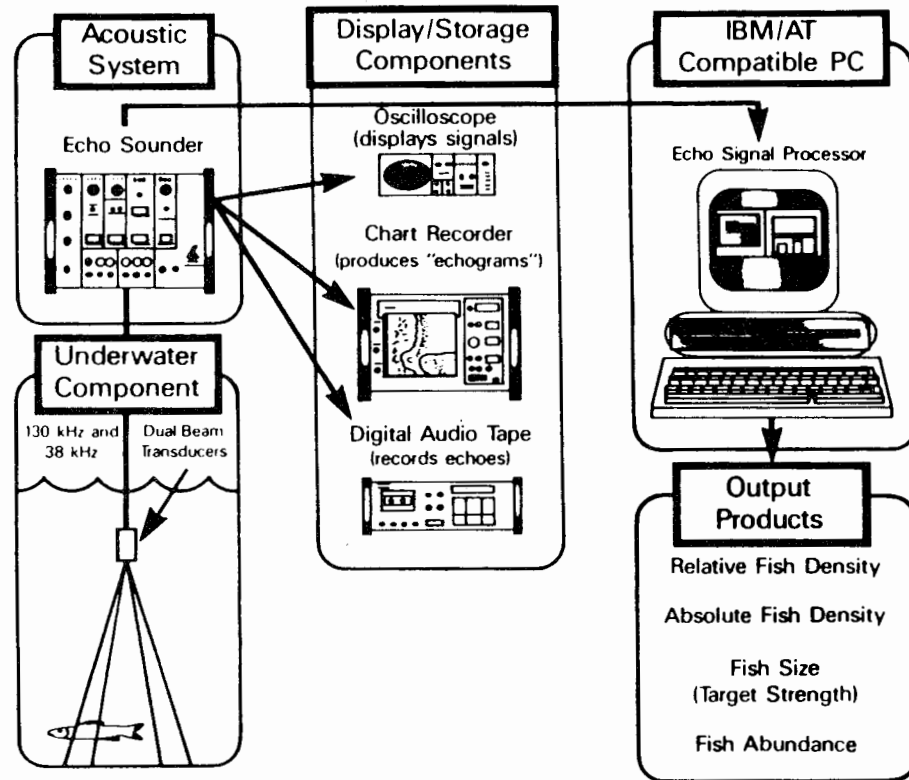 Acoustic
System
Echo Sounder
Underwater
Component
130 kHz and
38 kHz
Dual Beam
Transducers
Display/Storage
Components
Oscilloscope
(displays signals)
Chart Recorder
(produces "echograms")
Digital Audio Tape
(records echoes)
IBM/AT
Compatible PC
Echo Signal Processor
Output
Products
Relative Fish Density
Absolute Fish Density
Fish Size
(Target Strength)
Fish Abundance